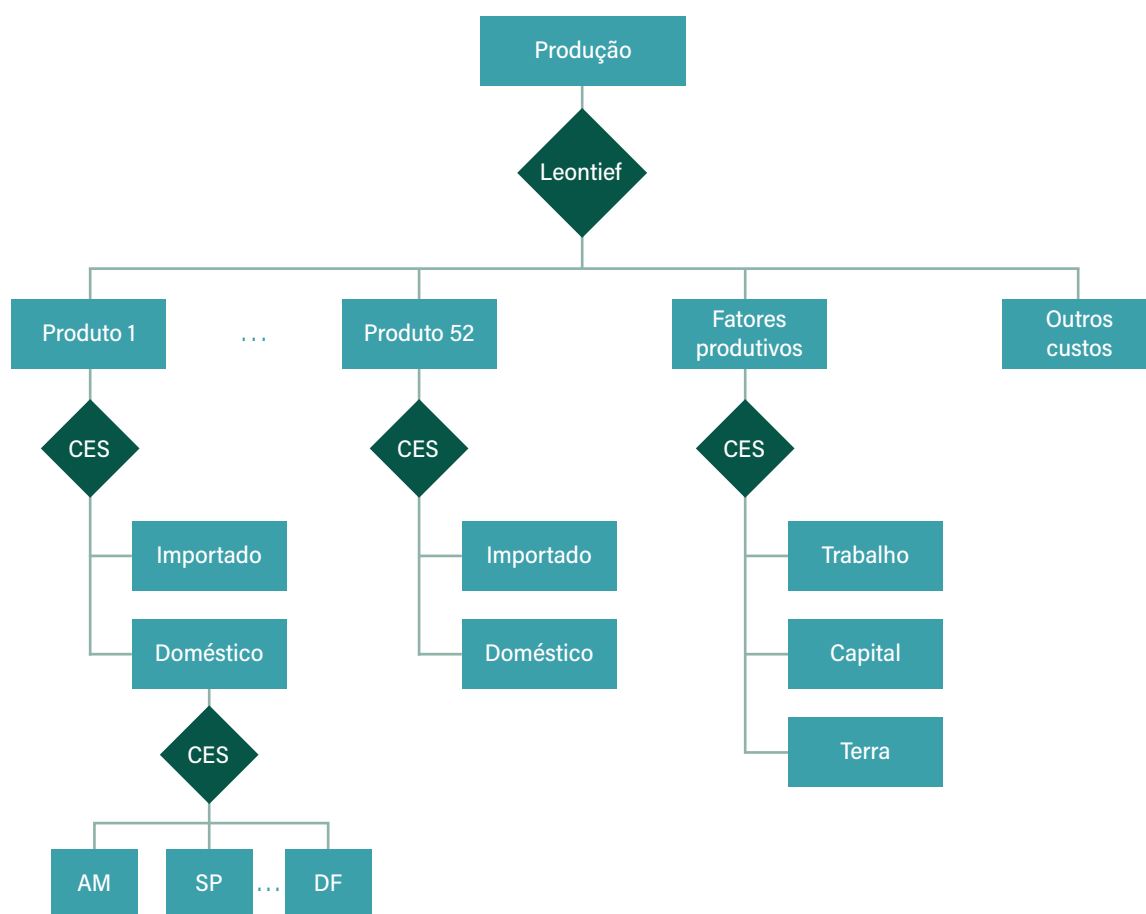 Produção
Leontief
Produto 1
...
Produto 52
Fatores
produtivos
Outros
custos
CES
CES
CES
Importado
Importado
Trabalho
Doméstico
Doméstico
Capital
CES
Terra
AM
SP
...
DF